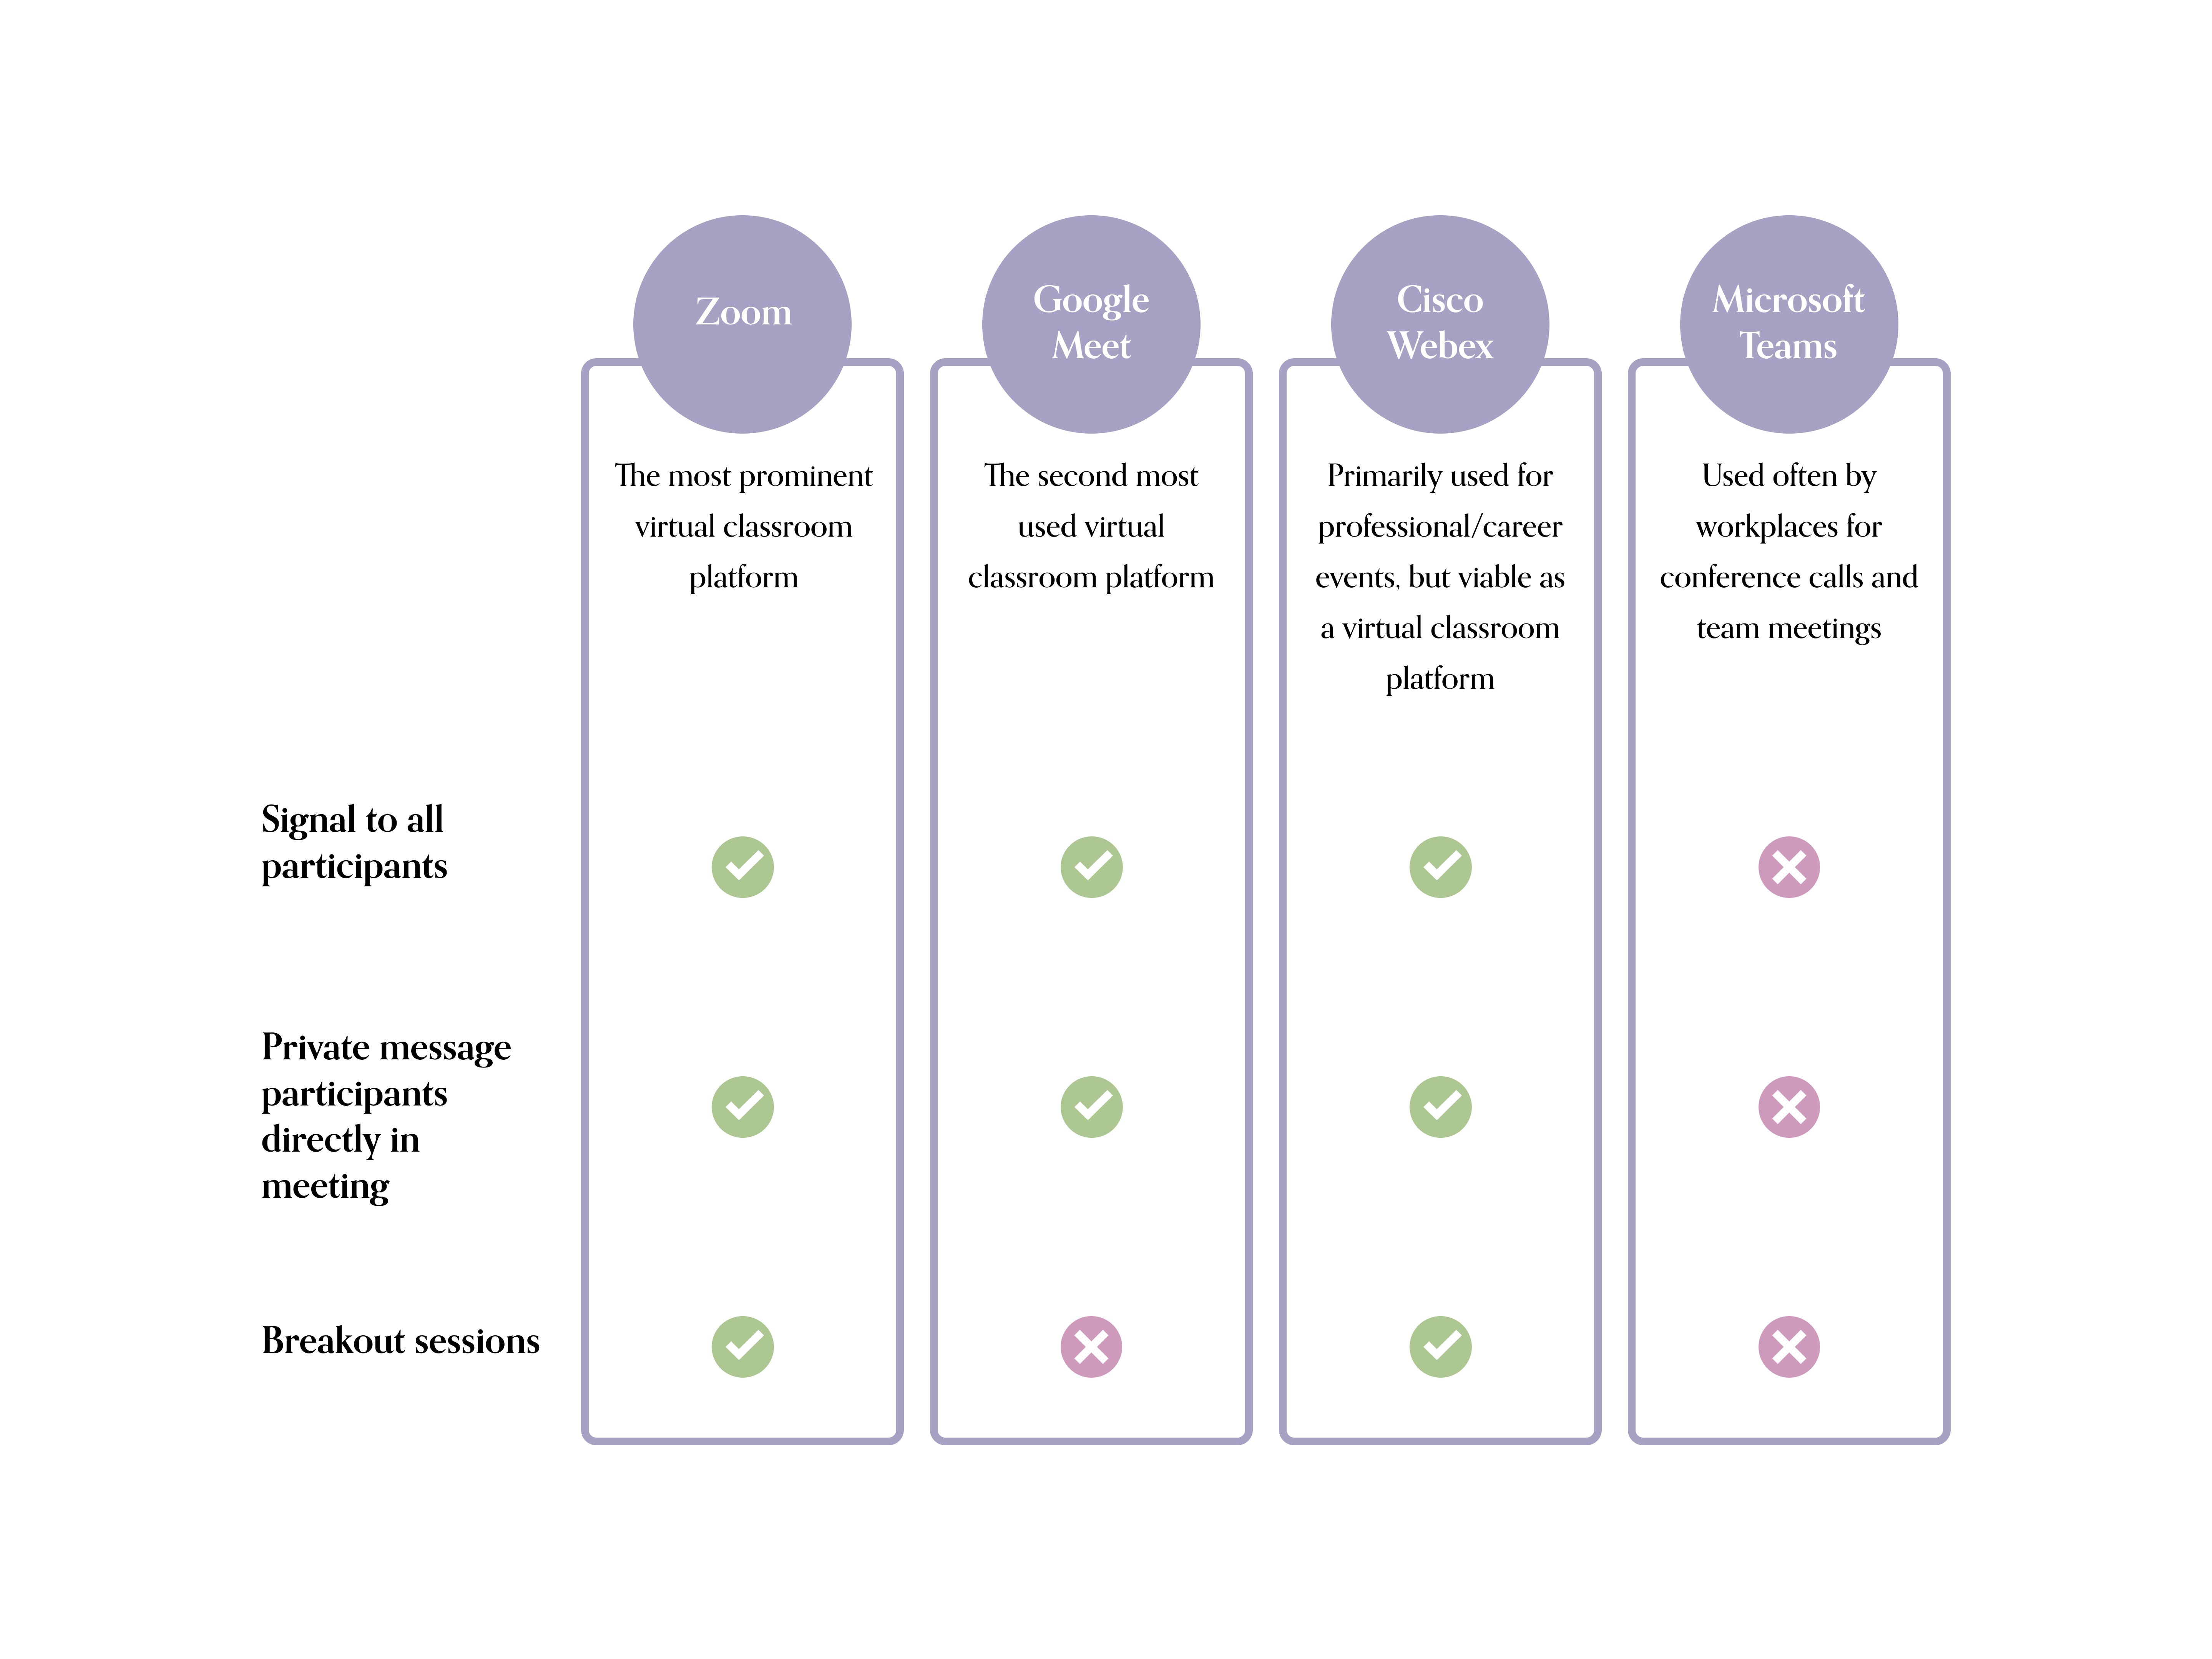 Zoom
Google
Meet
Cisco
Webex
Microsoft
Teams
The most prominent
virtual classroom
platform
The second most
used virtual
classroom platform
Primarily used for
professional/career
events, but viable as
a virtual classroom
platform
Used often by
workplaces for
conference calls and
team meetings
Signal to all
participants
Private message
participants
directly in
meeting
Breakout sessions